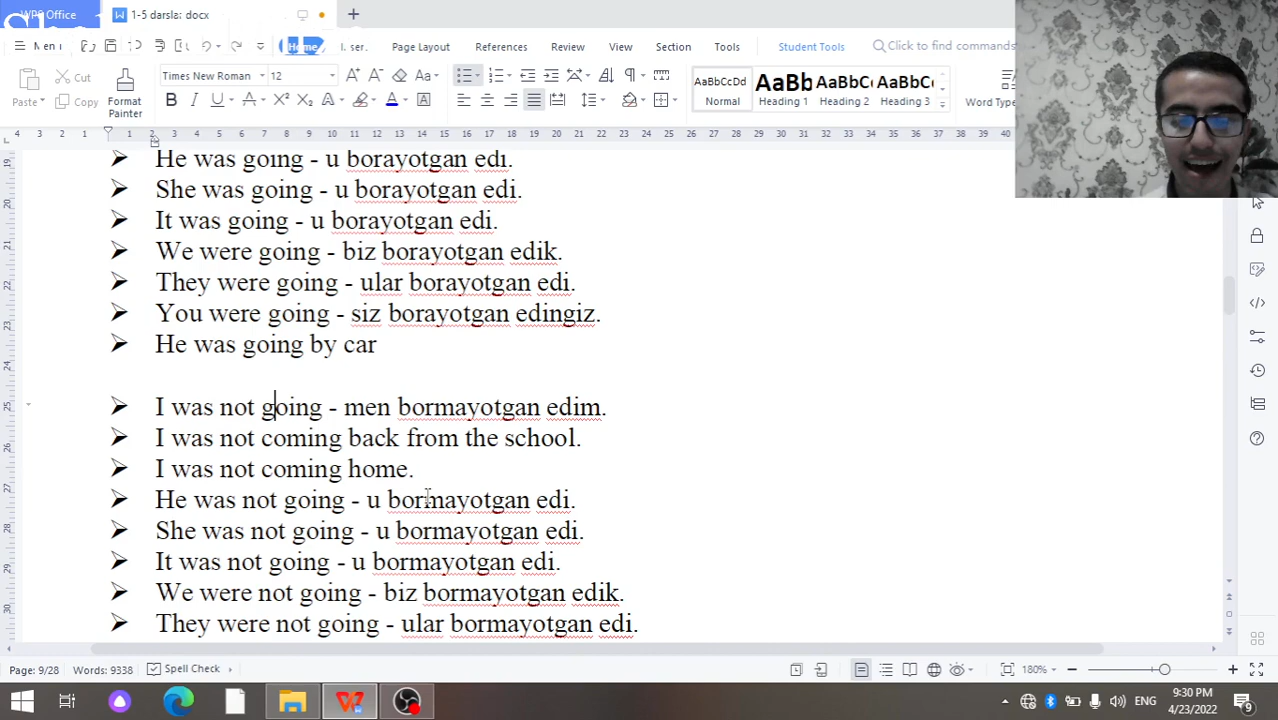 WPS Office
1-5 darslar.docx
Menu
Home
Page Layout
References
Review
View
Section
Tools
Student Tools
Click to find commands
Paste
Cut
Copy
Format Painter
Times New Roman
12
AaBbCcDd
Normal
AaBb
Heading 1
AaBbC
Heading 2
AaBbC
Heading 3
Word Type
He was going - u borayotgan edi.
She was going - u borayotgan edi.
It was going - u borayotgan edi.
We were going - biz borayotgan edik.
They were going - ular borayotgan edi.
You were going - siz borayotgan edingiz.
He was going by car
I was not going - men bormayotgan edim.
I was not coming back from the school.
I was not coming home.
He was not going - u bormayotgan edi.
She was not going - u bormayotgan edi.
It was not going - u bormayotgan edi.
We were not going - biz bormayotgan edik.
They were not going - ular bormayotgan edi.
Page: 9/28
Words: 9338
Spell Check
180%
ENG
9:30 PM
4/23/2022
9